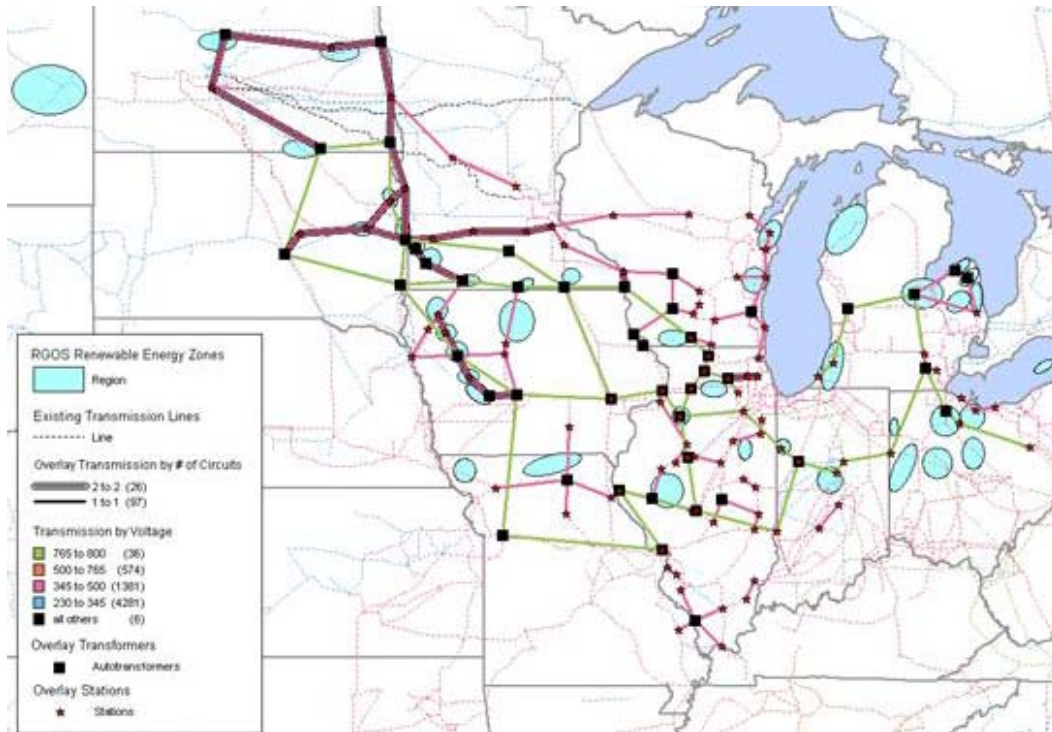 RGOS Renewable Energy Zones
Region
Existing Transmission Lines
Line
Overlay Transmission by # of Circuits
2 to 2 (26)
1 to 1 (97)
Transmission by Voltage
765 to 800 (36)
500 to 765 (574)
345 to 500 (1381)
230 to 345 (4281)
all others (6)
Overlay Transformers
Autotransformers
Overlay Stations
Stations